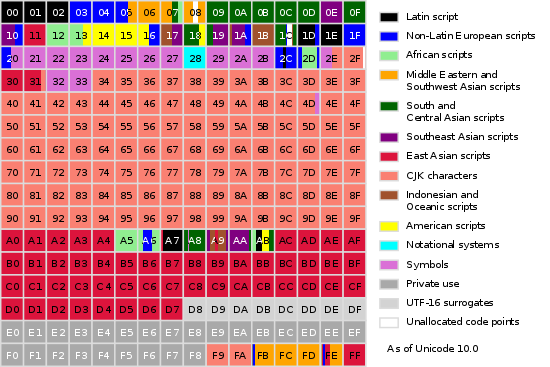 00 01 02 03 04 05 06 07 08 09 0A 0B 0C 0D 0E 0F
10 11 12 13 14 15 16 17 18 19 1A 1B 1C 1D 1E 1F
20 21 22 23 24 25 26 27 28 29 2A 2B 2C 2D 2E 2F
30 31 32 33 34 35 36 37 38 39 3A 3B 3C 3D 3E 3F
40 41 42 43 44 45 46 47 48 49 4A 4B 4C 4D 4E 4F
50 51 52 53 54 55 56 57 58 59 5A 5B 5C 5D 5E 5F
60 61 62 63 64 65 66 67 68 69 6A 6B 6C 6D 6E 6F
70 71 72 73 74 75 76 77 78 79 7A 7B 7C 7D 7E 7F
80 81 82 83 84 85 86 87 88 89 8A 8B 8C 8D 8E 8F
90 91 92 93 94 95 96 97 98 99 9A 9B 9C 9D 9E 9F
A0 A1 A2 A3 A4 A5 A6 A7 A8 A9 AA AB AC AD AE AF
B0 B1 B2 B3 B4 B5 B6 B7 B8 B9 BA BB BC BD BE BF
C0 C1 C2 C3 C4 C5 C6 C7 C8 C9 CA CB CC CD CE CF
D0 D1 D2 D3 D4 D5 D6 D7 D8 D9 DA DB DC DD DE DF
E0 E1 E2 E3 E4 E5 E6 E7 E8 E9 EA EB EC ED EE EF
F0 F1 F2 F3 F4 F5 F6 F7 F8 F9 FA FB FC FD FE FF
Latin script
Non-Latin European scripts
African scripts
Middle Eastern and
Southwest Asian scripts
South and
Central Asian scripts
Southeast Asian scripts
East Asian scripts
CJK characters
Indonesian and
Oceanic scripts
American scripts
Notational systems
Symbols
Private use
UTF-16 surrogates
Unallocated code points
As of Unicode 10.0